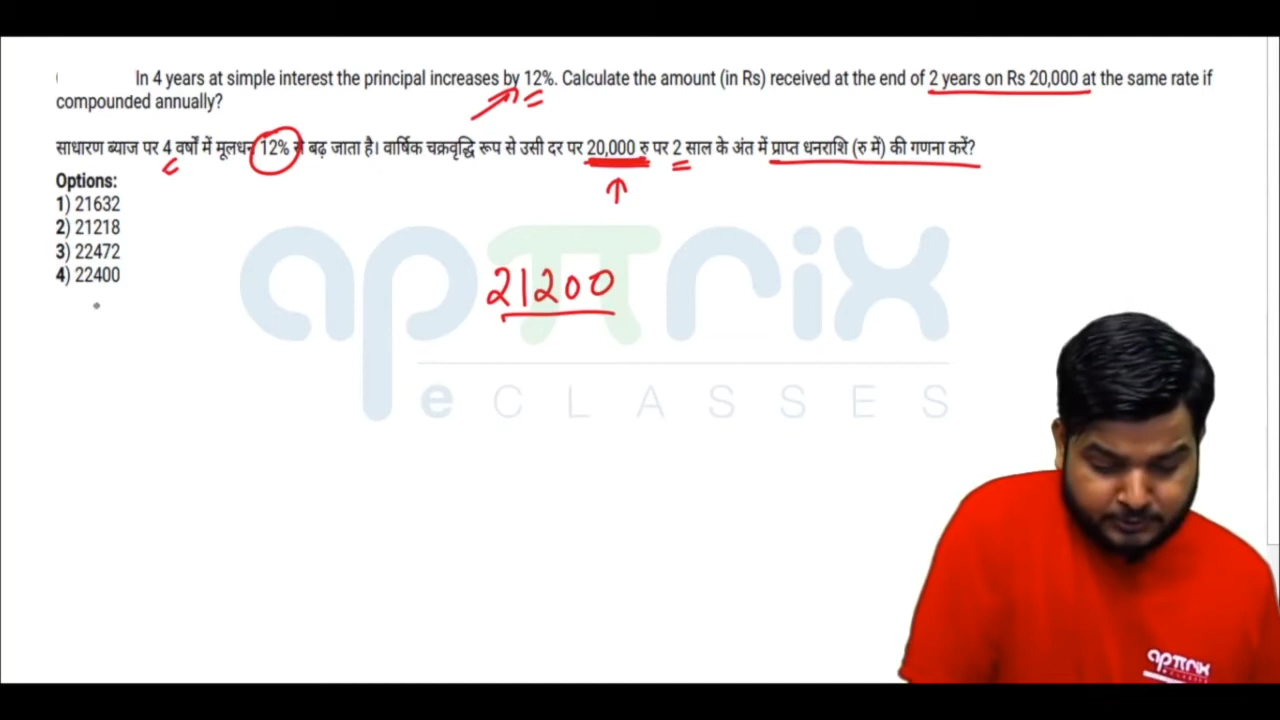 In 4 years at simple interest the principal increases by 12%. Calculate the amount (in Rs) received at the end of 2 years on Rs 20,000 at the same rate if
compounded annually?
साधारण ब्याज पर 4 वर्षों में मूलधन 12% से बढ़ जाता है। वार्षिक चक्रवृद्धि रूप से उसी दर पर 20,000 रु पर 2 साल के अंत में प्राप्त धनराशि (रु में) की गणना करें?
Options:
1) 21632
2) 21218
3) 22472
4) 22400
21200
apπrix
eCLASSES
apπrix